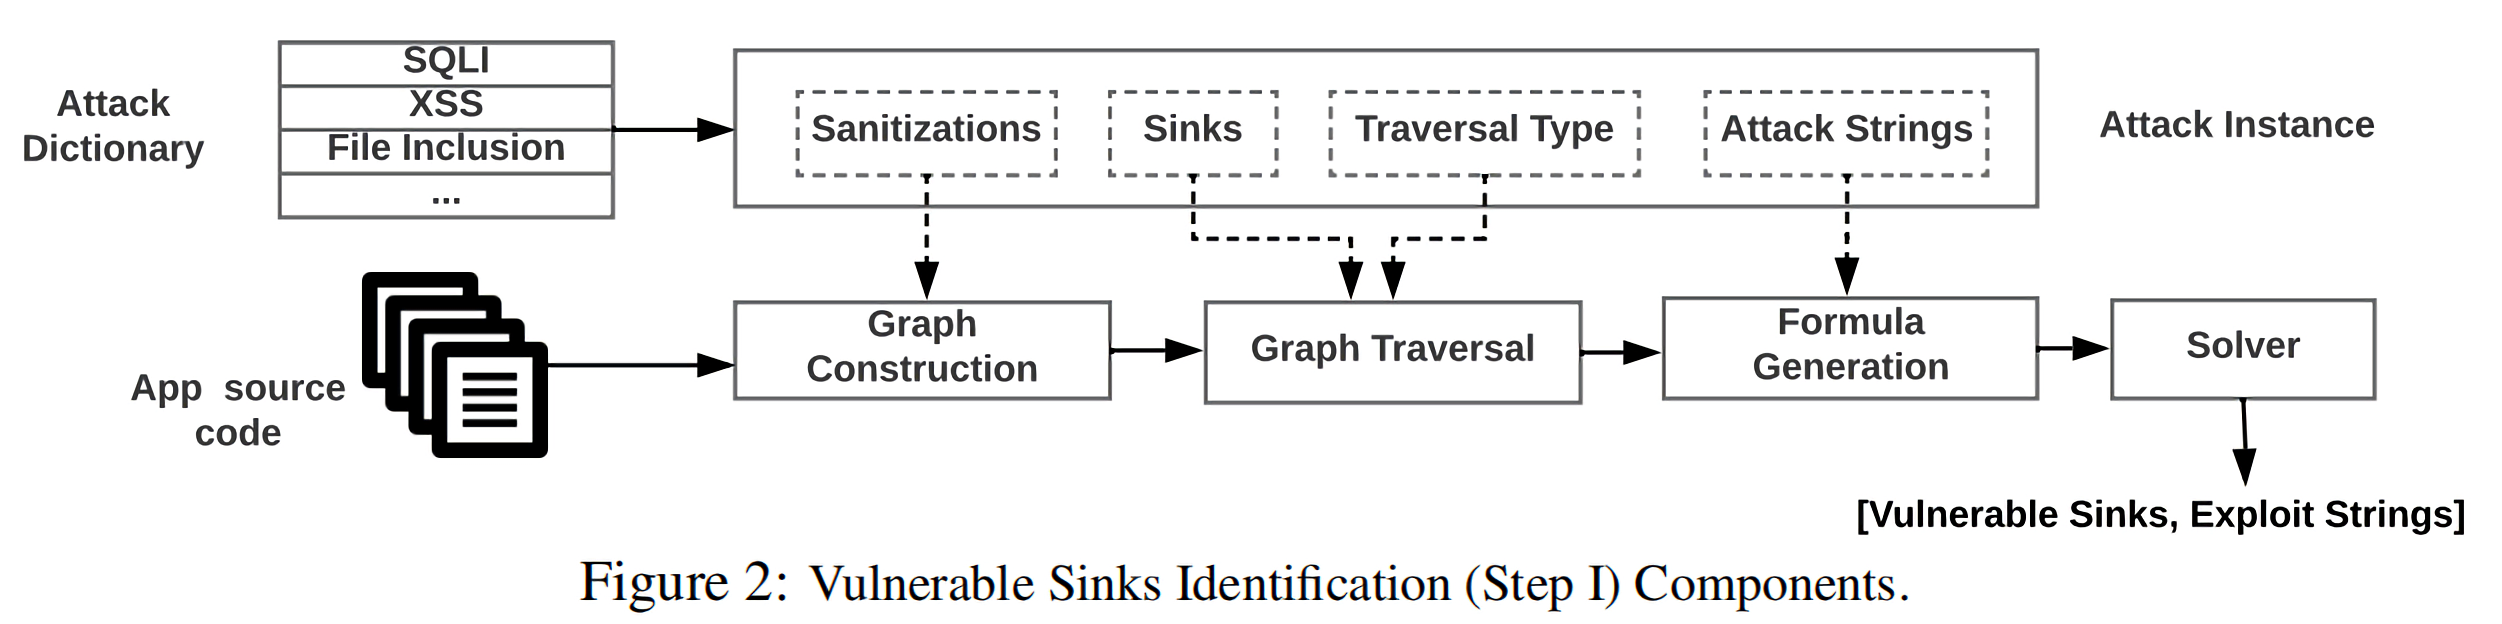 Attack
Dictionary
SQLI
XSS
File Inclusion
...
Sanitizations
Sinks
Traversal Type
Attack Strings
Attack Instance
App source
code
Graph
Construction
Graph Traversal
Formula
Generation
Solver
[Vulnerable Sinks, Exploit Strings]
Figure 2: Vulnerable Sinks Identification (Step I) Components.